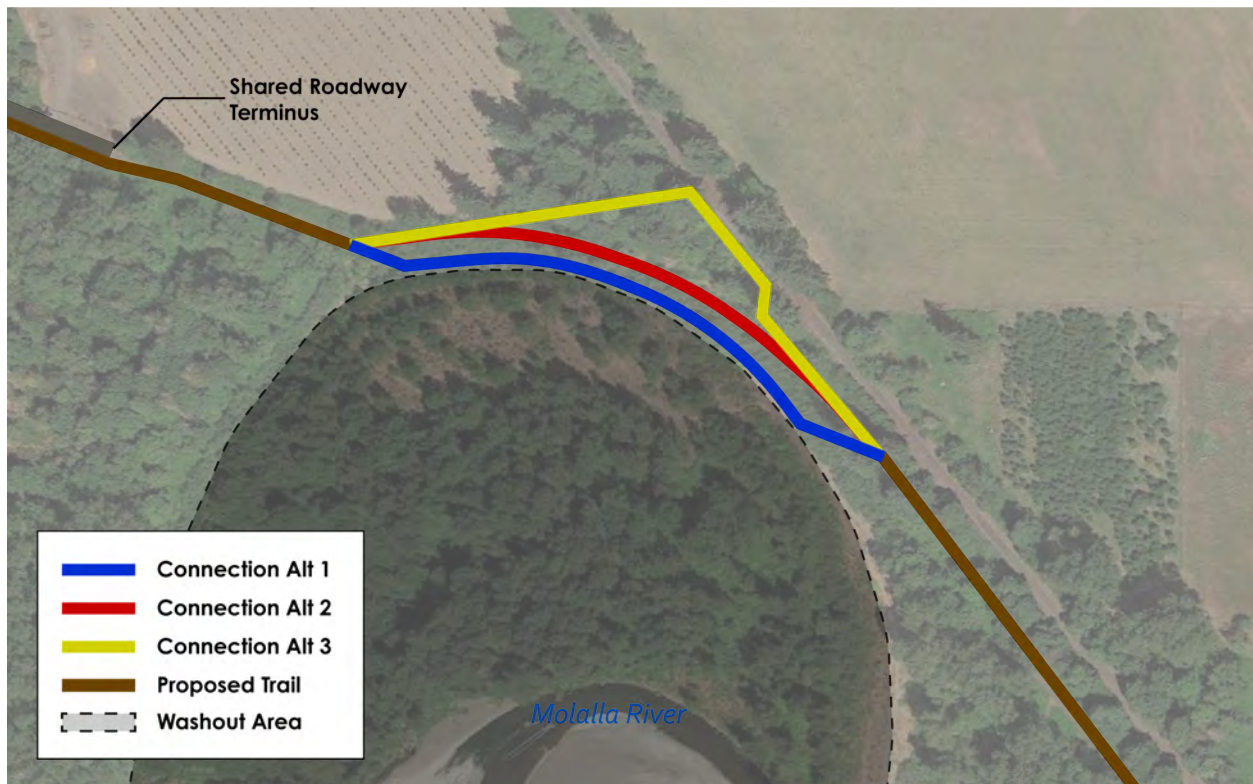 Shared Roadway
Terminus
Molalla River
Connection Alt 1
Connection Alt 2
Connection Alt 3
Proposed Trail
Washout Area